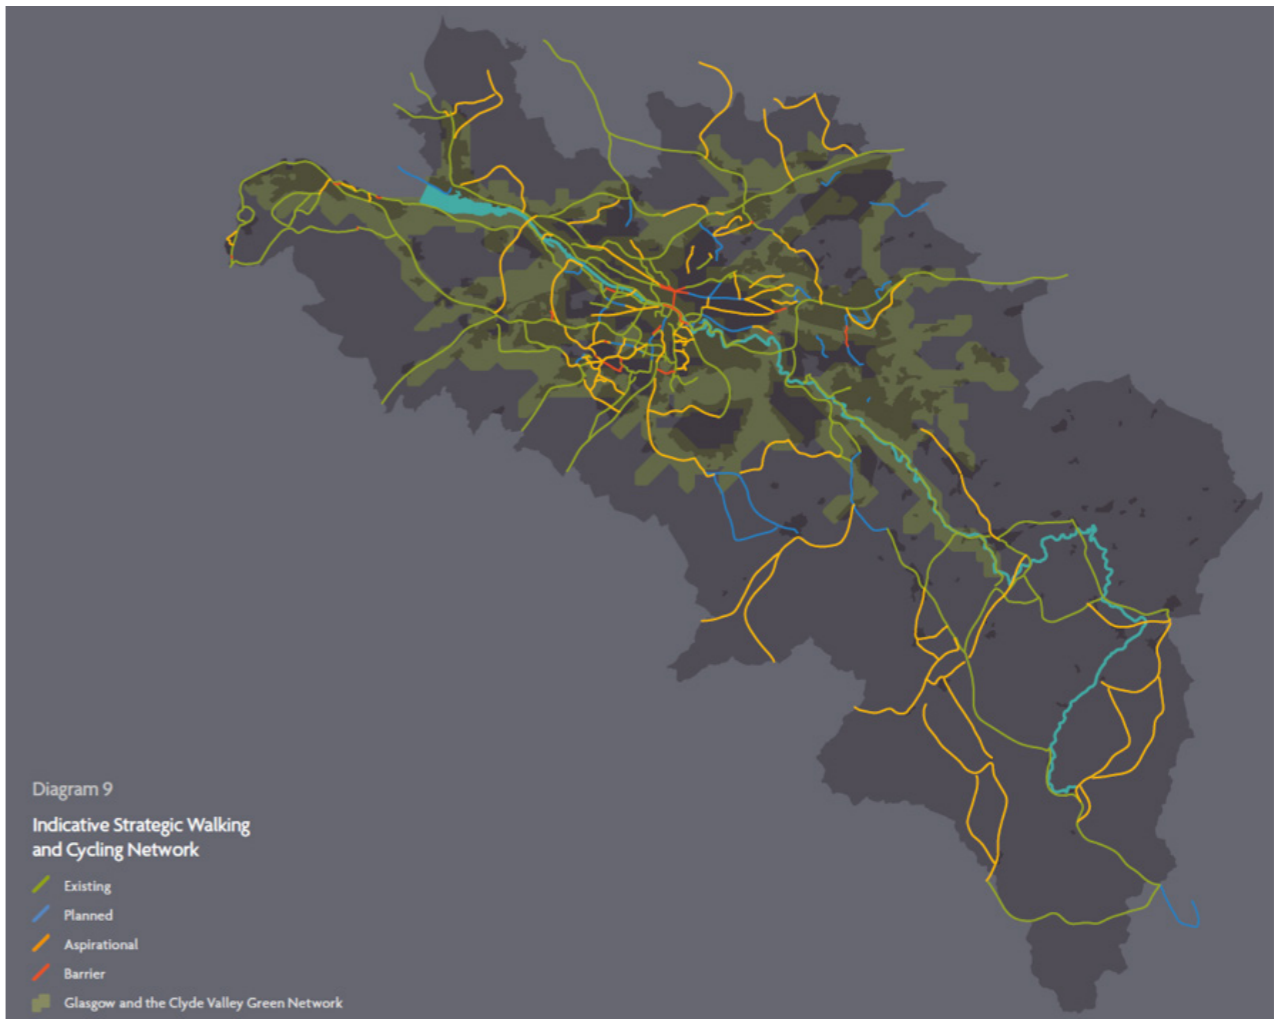 Diagram 9
Indicative Strategic Walking
and Cycling Network
Existing
Planned
Aspirational
Barrier
Glasgow and the Clyde Valley Green Network